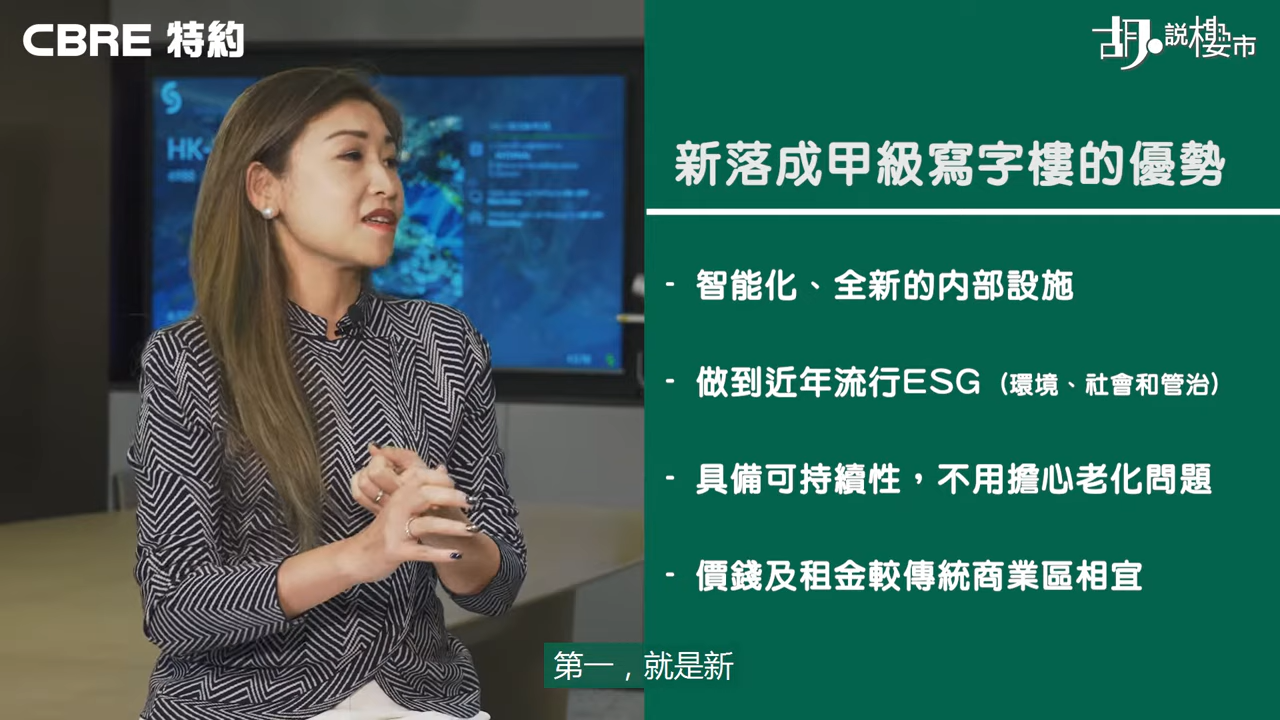 CBRE 特約
胡.說樓市
新落成甲級寫字樓的優勢
- 智能化、全新的內部設施
- 做到近年流行ESG（環境、社會和管治）
- 具備可持續性，不用擔心老化問題
- 價錢及租金較傳統商業區相宜
HK-
第一，就是新